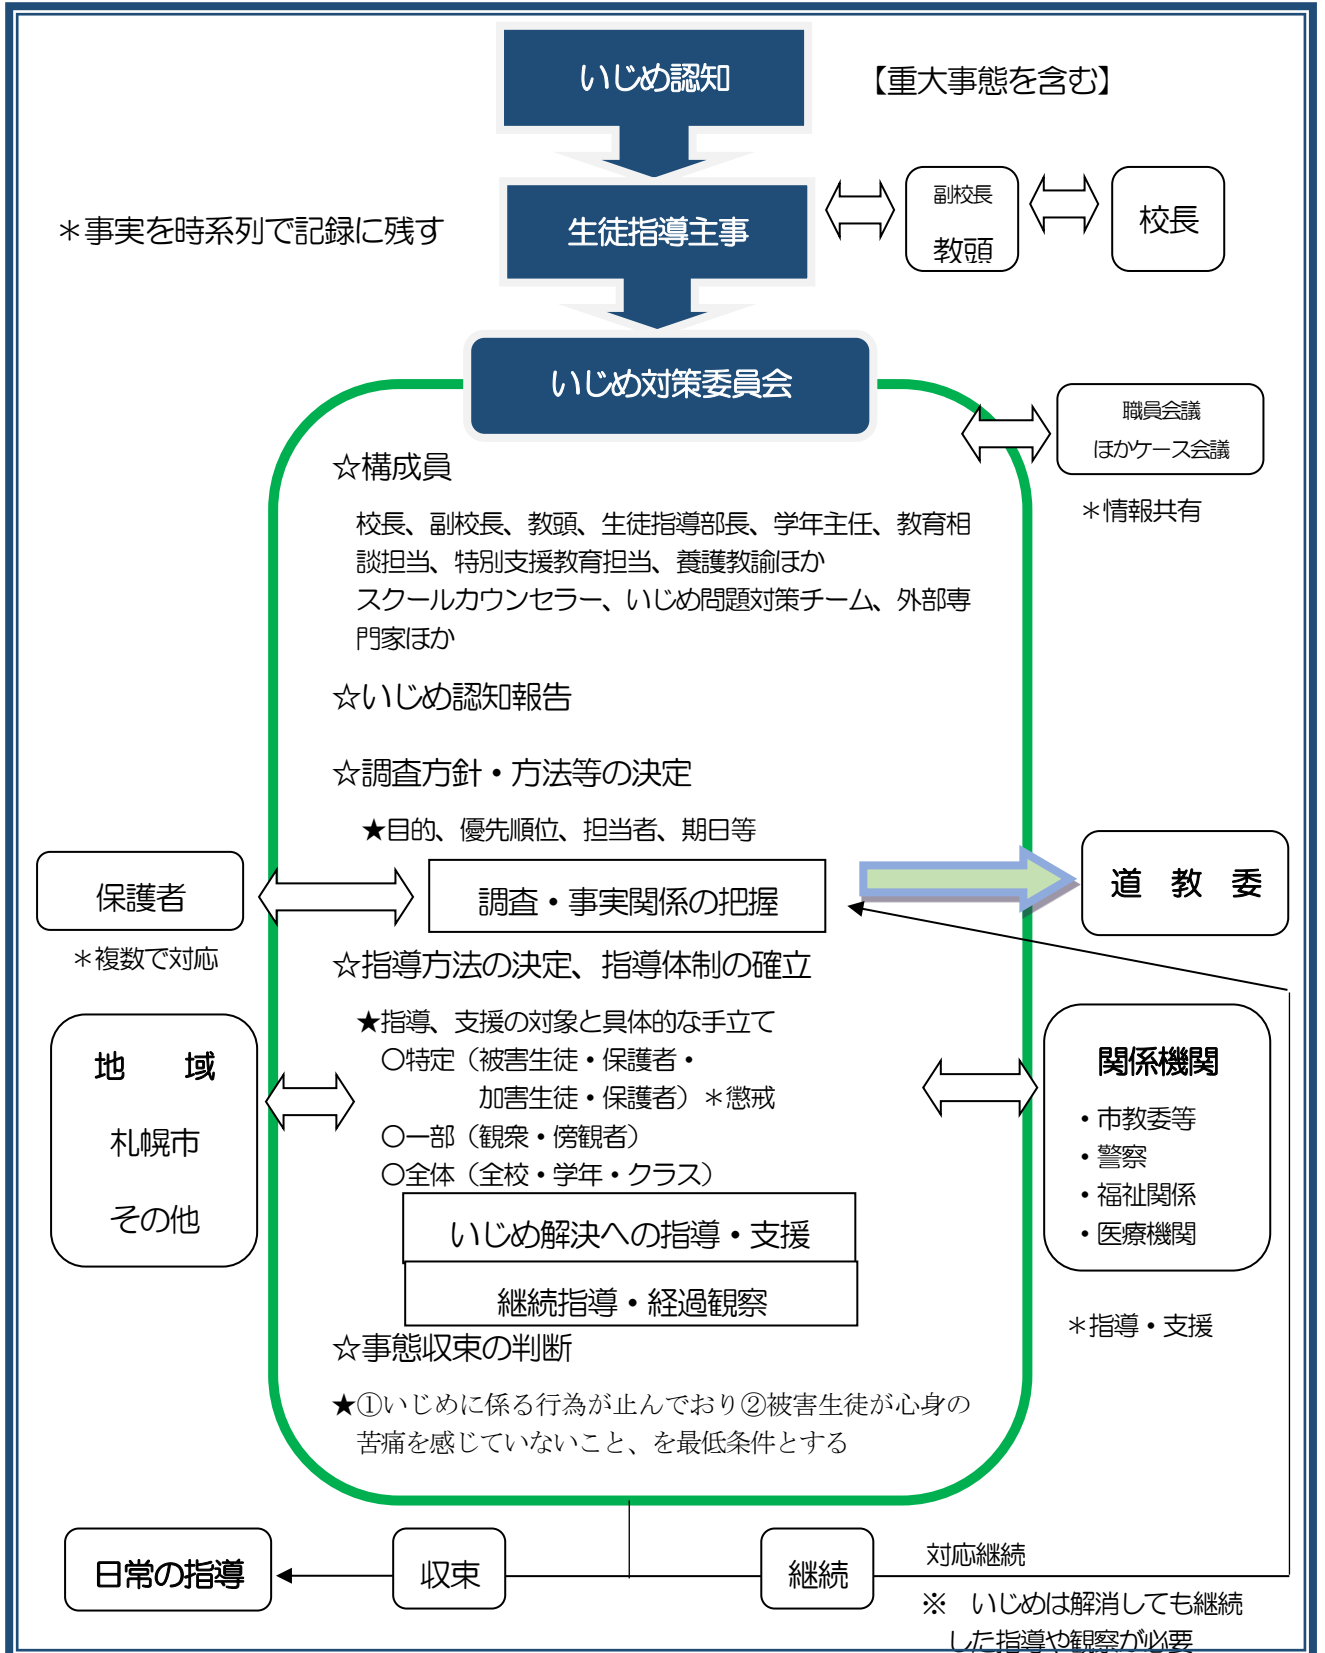 いじめ認知
【重大事態を含む】
＊事実を時系列で記録に残す
生徒指導主事
副校長
教頭
校長
いじめ対策委員会
職員会議
ほかケース会議
＊情報共有
☆構成員
校長、副校長、教頭、生徒指導部長、学年主任、教育相
談担当、特別支援教育担当、養護教諭ほか
スクールカウンセラー、いじめ問題対策チーム、外部専
門家ほか
☆いじめ認知報告
☆調査方針・方法等の決定
★目的、優先順位、担当者、期日等
保護者
＊複数で対応
調査・事実関係の把握
道 教 委
☆指導方法の決定、指導体制の確立
★指導、支援の対象と具体的な手立て
○特定（被害生徒・保護者・
加害生徒・保護者）＊懲戒
○一部（観衆・傍観者）
○全体（全校・学年・クラス）
地　域
札幌市
その他
関係機関
・市教委等
・警察
・福祉関係
・医療機関
＊指導・支援
いじめ解決への指導・支援
継続指導・経過観察
☆事態収束の判断
★①いじめに係る行為が止んでおり②被害生徒が心身の
苦痛を感じていないこと、を最低条件とする
日常の指導
収束
継続
対応継続
※　いじめは解消しても継続
した指導や観察が必要